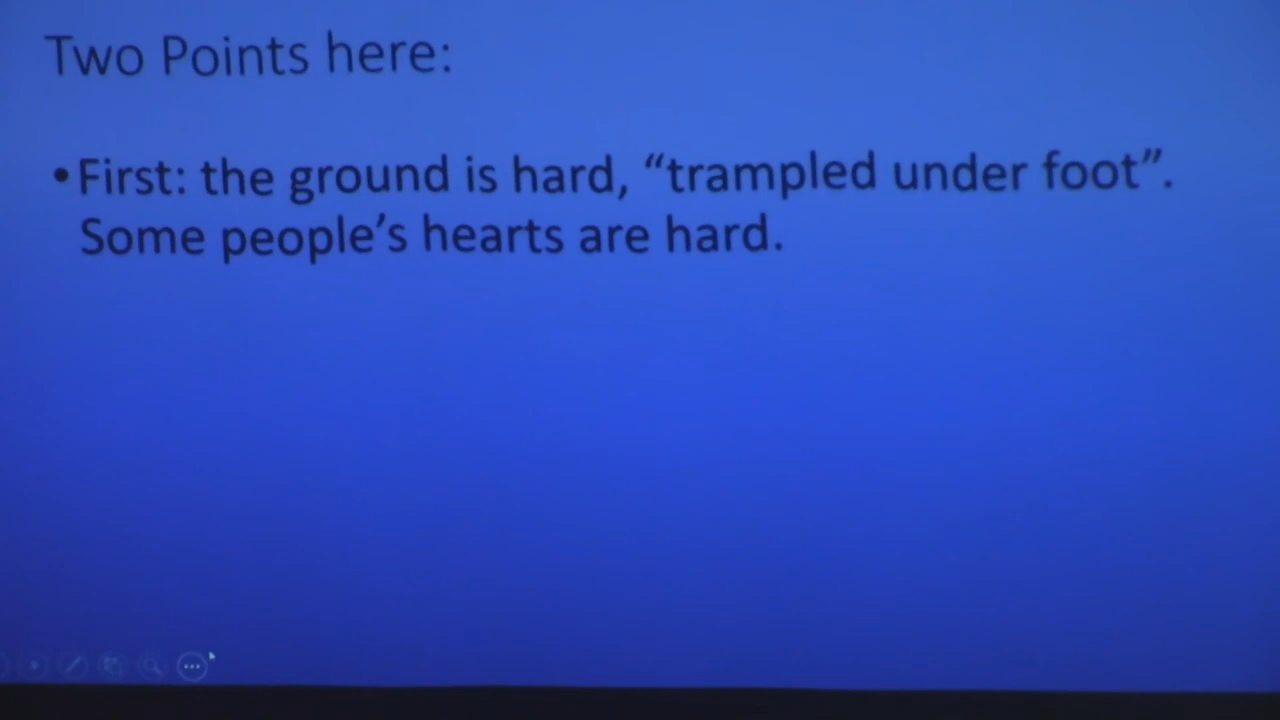 Two Points here:
•First: the ground is hard, “trampled under foot”.
Some people’s hearts are hard.